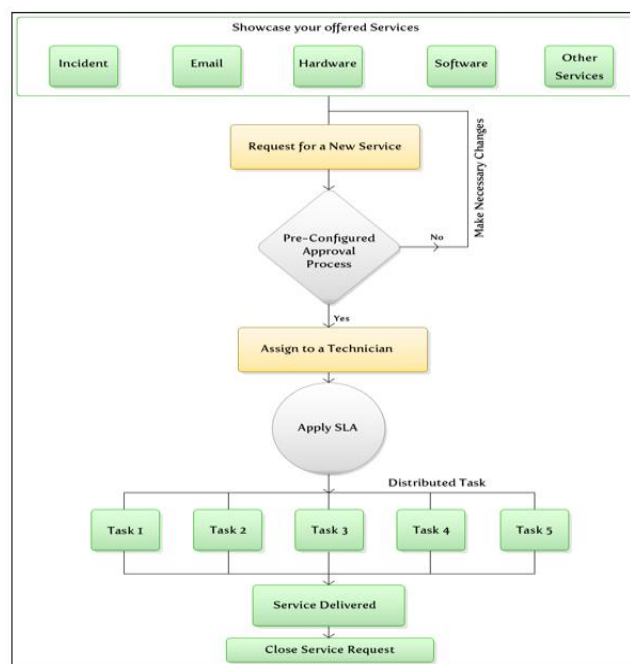 Showcase your offered Services
Incident
Email
Hardware
Software
Other
Services
Request for a New Service
Make Necessary Changes
Pre-Configured
Approval
Process
No
Yes
Assign to a Technician
Apply SLA
Distributed Task
Task 1
Task 2
Task 3
Task 4
Task 5
Service Delivered
Close Service Request